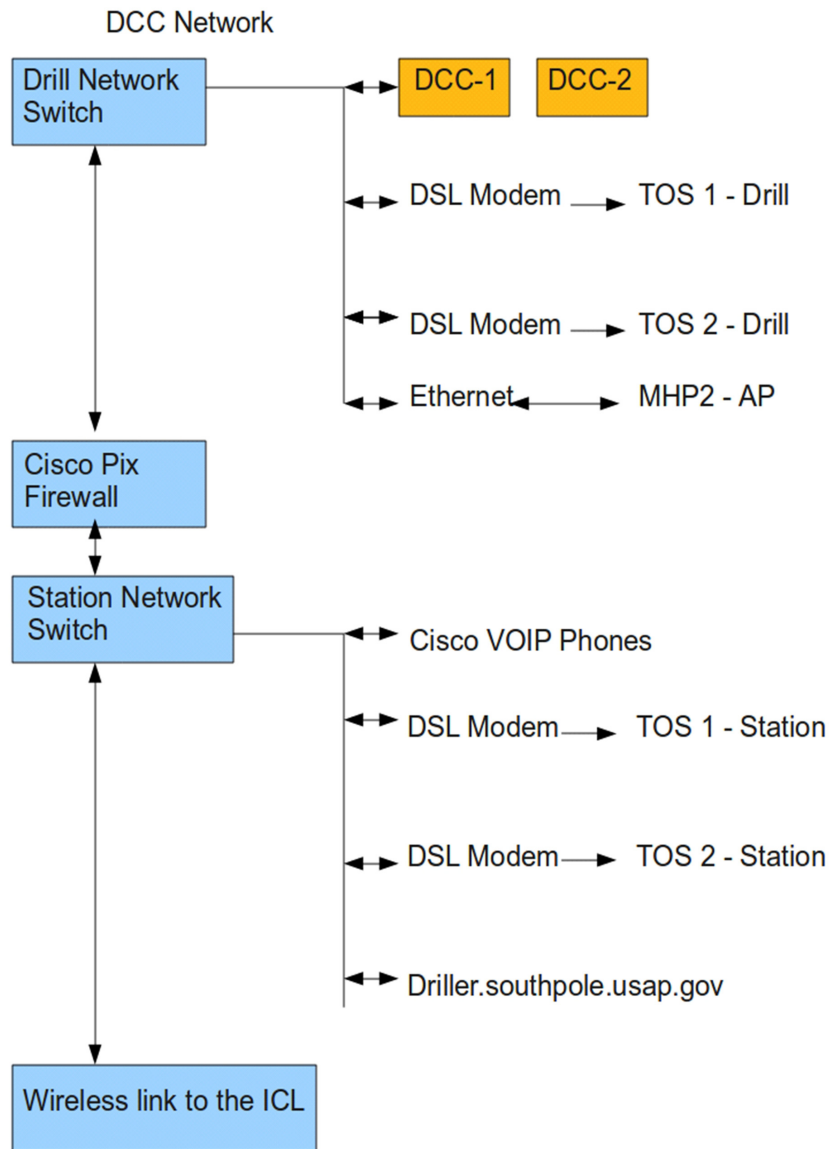 DCC Network
Drill Network
Switch
DCC-1
DCC-2
DSL Modem
TOS 1 - Drill
DSL Modem
TOS 2 - Drill
Ethernet
MHP2 - AP
Cisco Pix
Firewall
Station Network
Switch
Cisco VOIP Phones
DSL Modem
TOS 1 - Station
DSL Modem
TOS 2 - Station
Driller.southpole.usap.gov
Wireless link to the ICL